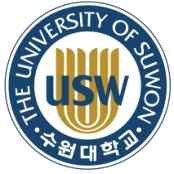 THE UNIVERSITY OF SUWON
USW
수원대학교